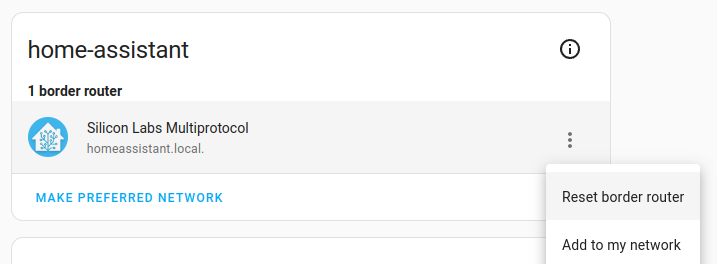 home-assistant
1 border router
Silicon Labs Multiprotocol
homeassistant.local.
MAKE PREFERRED NETWORK
Reset border router
Add to my network